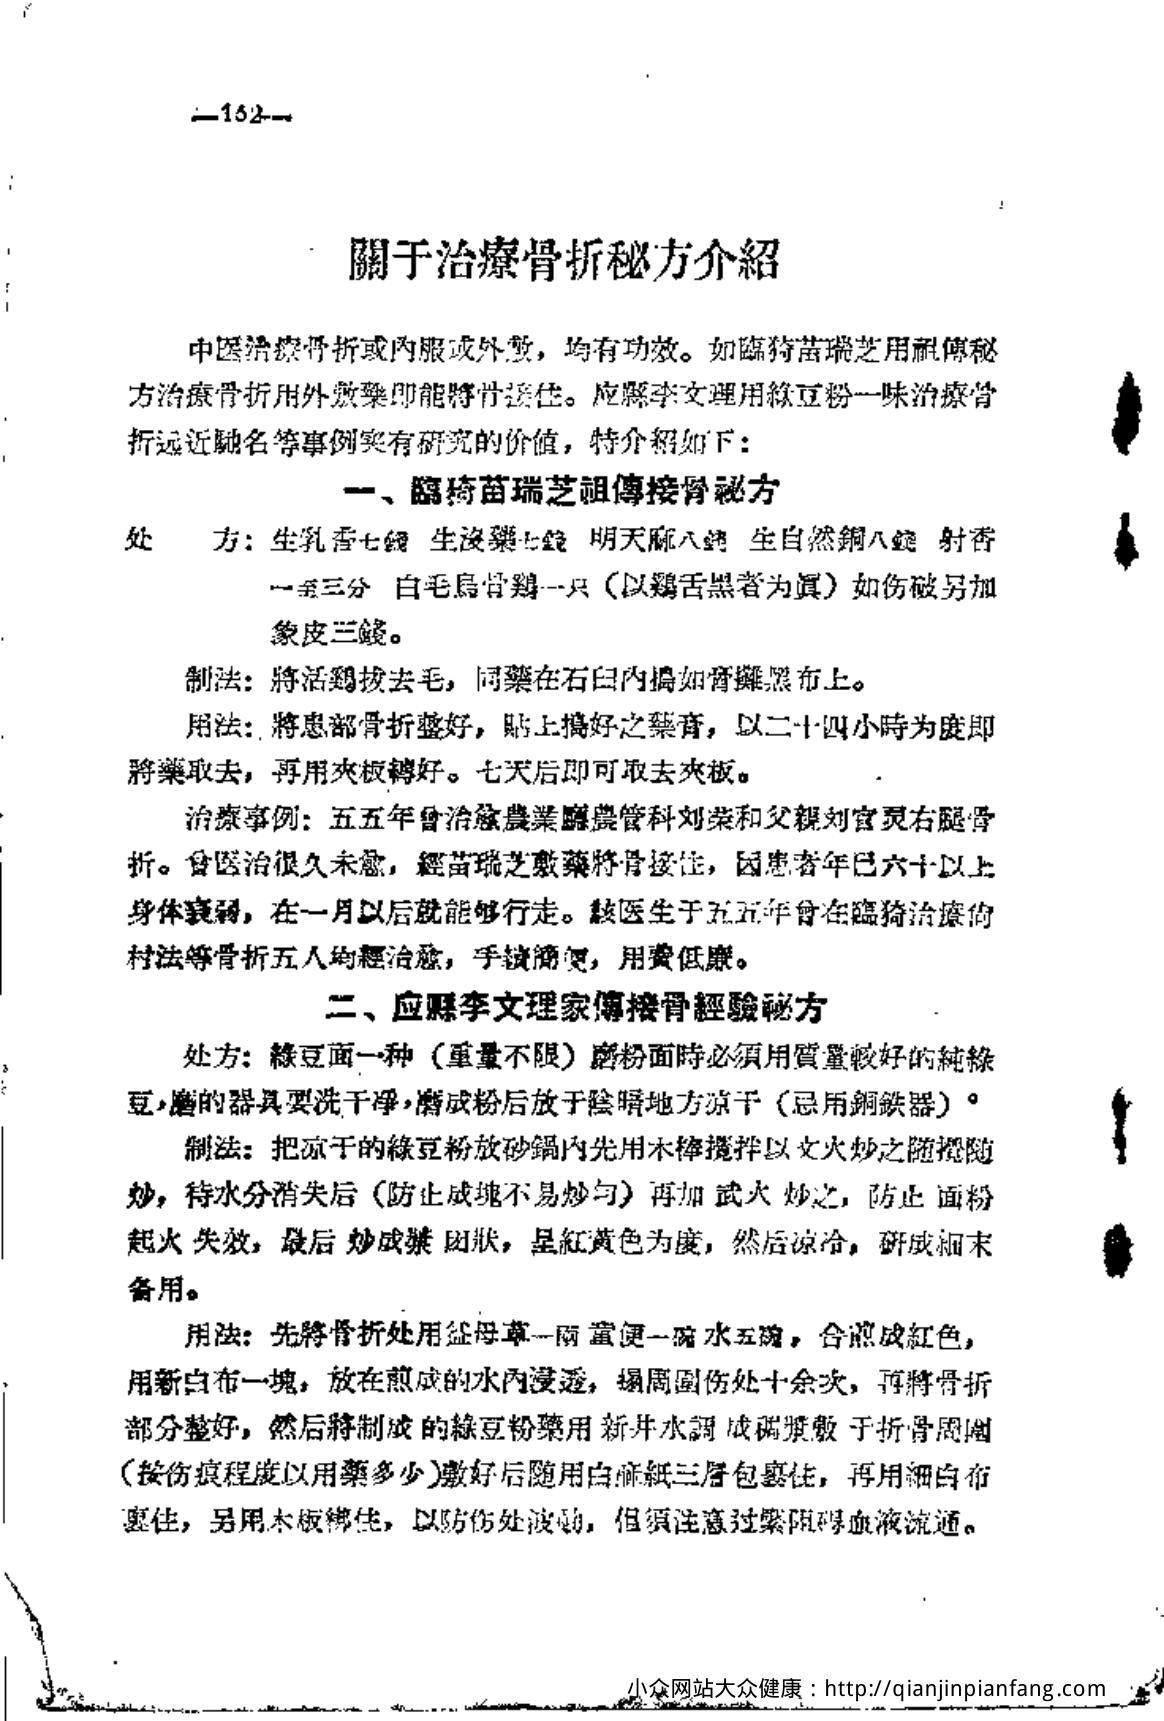 —152—
關于治療骨折秘方介紹
中医治療骨折或內服或外敷，均有功效。如臨猗苗瑞芝用祖傳秘
方治療骨折用外敷藥即能將骨接住。应縣李文理用綠豆粉一味治療骨
折远近馳名等事例实有研究的价値，特介紹如下：
一、臨猗苗瑞芝祖傳接骨祕方
处　方：生乳香七錢 生沒藥七錢 明天麻八錢 生自然銅八錢 射香
一至三分 白毛烏骨鷄一只（以鷄舌黑者为眞）如伤破另加
象皮三錢。
制法：將活鷄拔去毛，同藥在石臼內搗如膏攤黑布上。
用法：將患部骨折整好，貼上搗好之藥膏，以二十四小時为度即
將藥取去，再用夾板縛好。七天后即可取去夾板。
治療事例：五五年曾治愈農業廳農管科刘荣和父親刘官 右腿骨
折。曾医治很久未愈，經苗瑞芝敷藥將骨接住，因患者年已六十以上
身体衰弱，在一月以后就能够行走。該医生于五五年曾在臨猗治療
村法等骨折五人均經治愈，手續簡便，用費低廉。
二、应縣李文理家傳接骨經驗祕方
处方：綠豆面一种（重量不限）磨粉面時必須用質量較好的純綠
豆，磨的器具要洗干凈，磨成粉后放于陰晴地方凉干（忌用銅鉄器）。
制法：把凉干的綠豆粉放砂鍋內先用木棒攪拌以文火炒之随攪随
炒，待水分消失后（防止成塊不易炒勻）再加 武火 炒之，防止 面粉
起火 失效，最后 炒成漿 团狀，呈紅黃色为度，然后凉冷，研成細末
备用。
用法：先將骨折处用益母草一兩 童便一碗 水五碗，合煎成紅色，
用新白布一塊，放在煎成的水內浸透，搨周圍伤处十余次，再將骨折
部分整好，然后將制成 的綠豆粉藥用 新井水調 成 漿敷 于折骨周圍
（按伤痕程度以用藥多少）敷好后随用白麻紙三層包裹住，再用細白布
裹住，另用木板綁住，以防伤处波动，但須注意过緊阻碍血液流通。
小众网站大众健康：http://qianjinpianfang.com